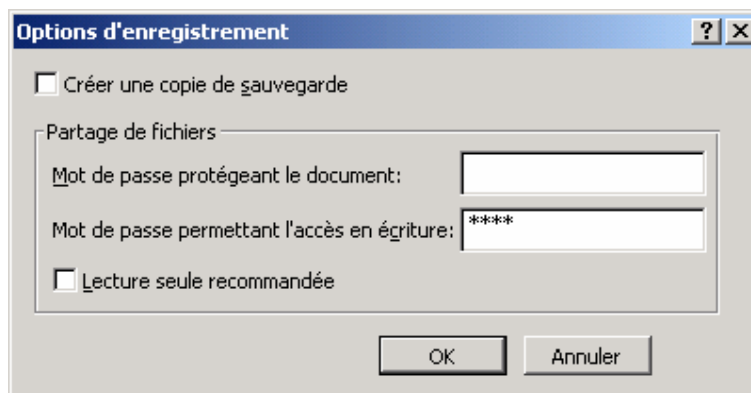 Options d'enregistrement
Créer une copie de sauvegarde
Partage de fichiers
Mot de passe protégeant le document:
Mot de passe permettant l'accès en écriture: ****
Lecture seule recommandée
OK Annuler